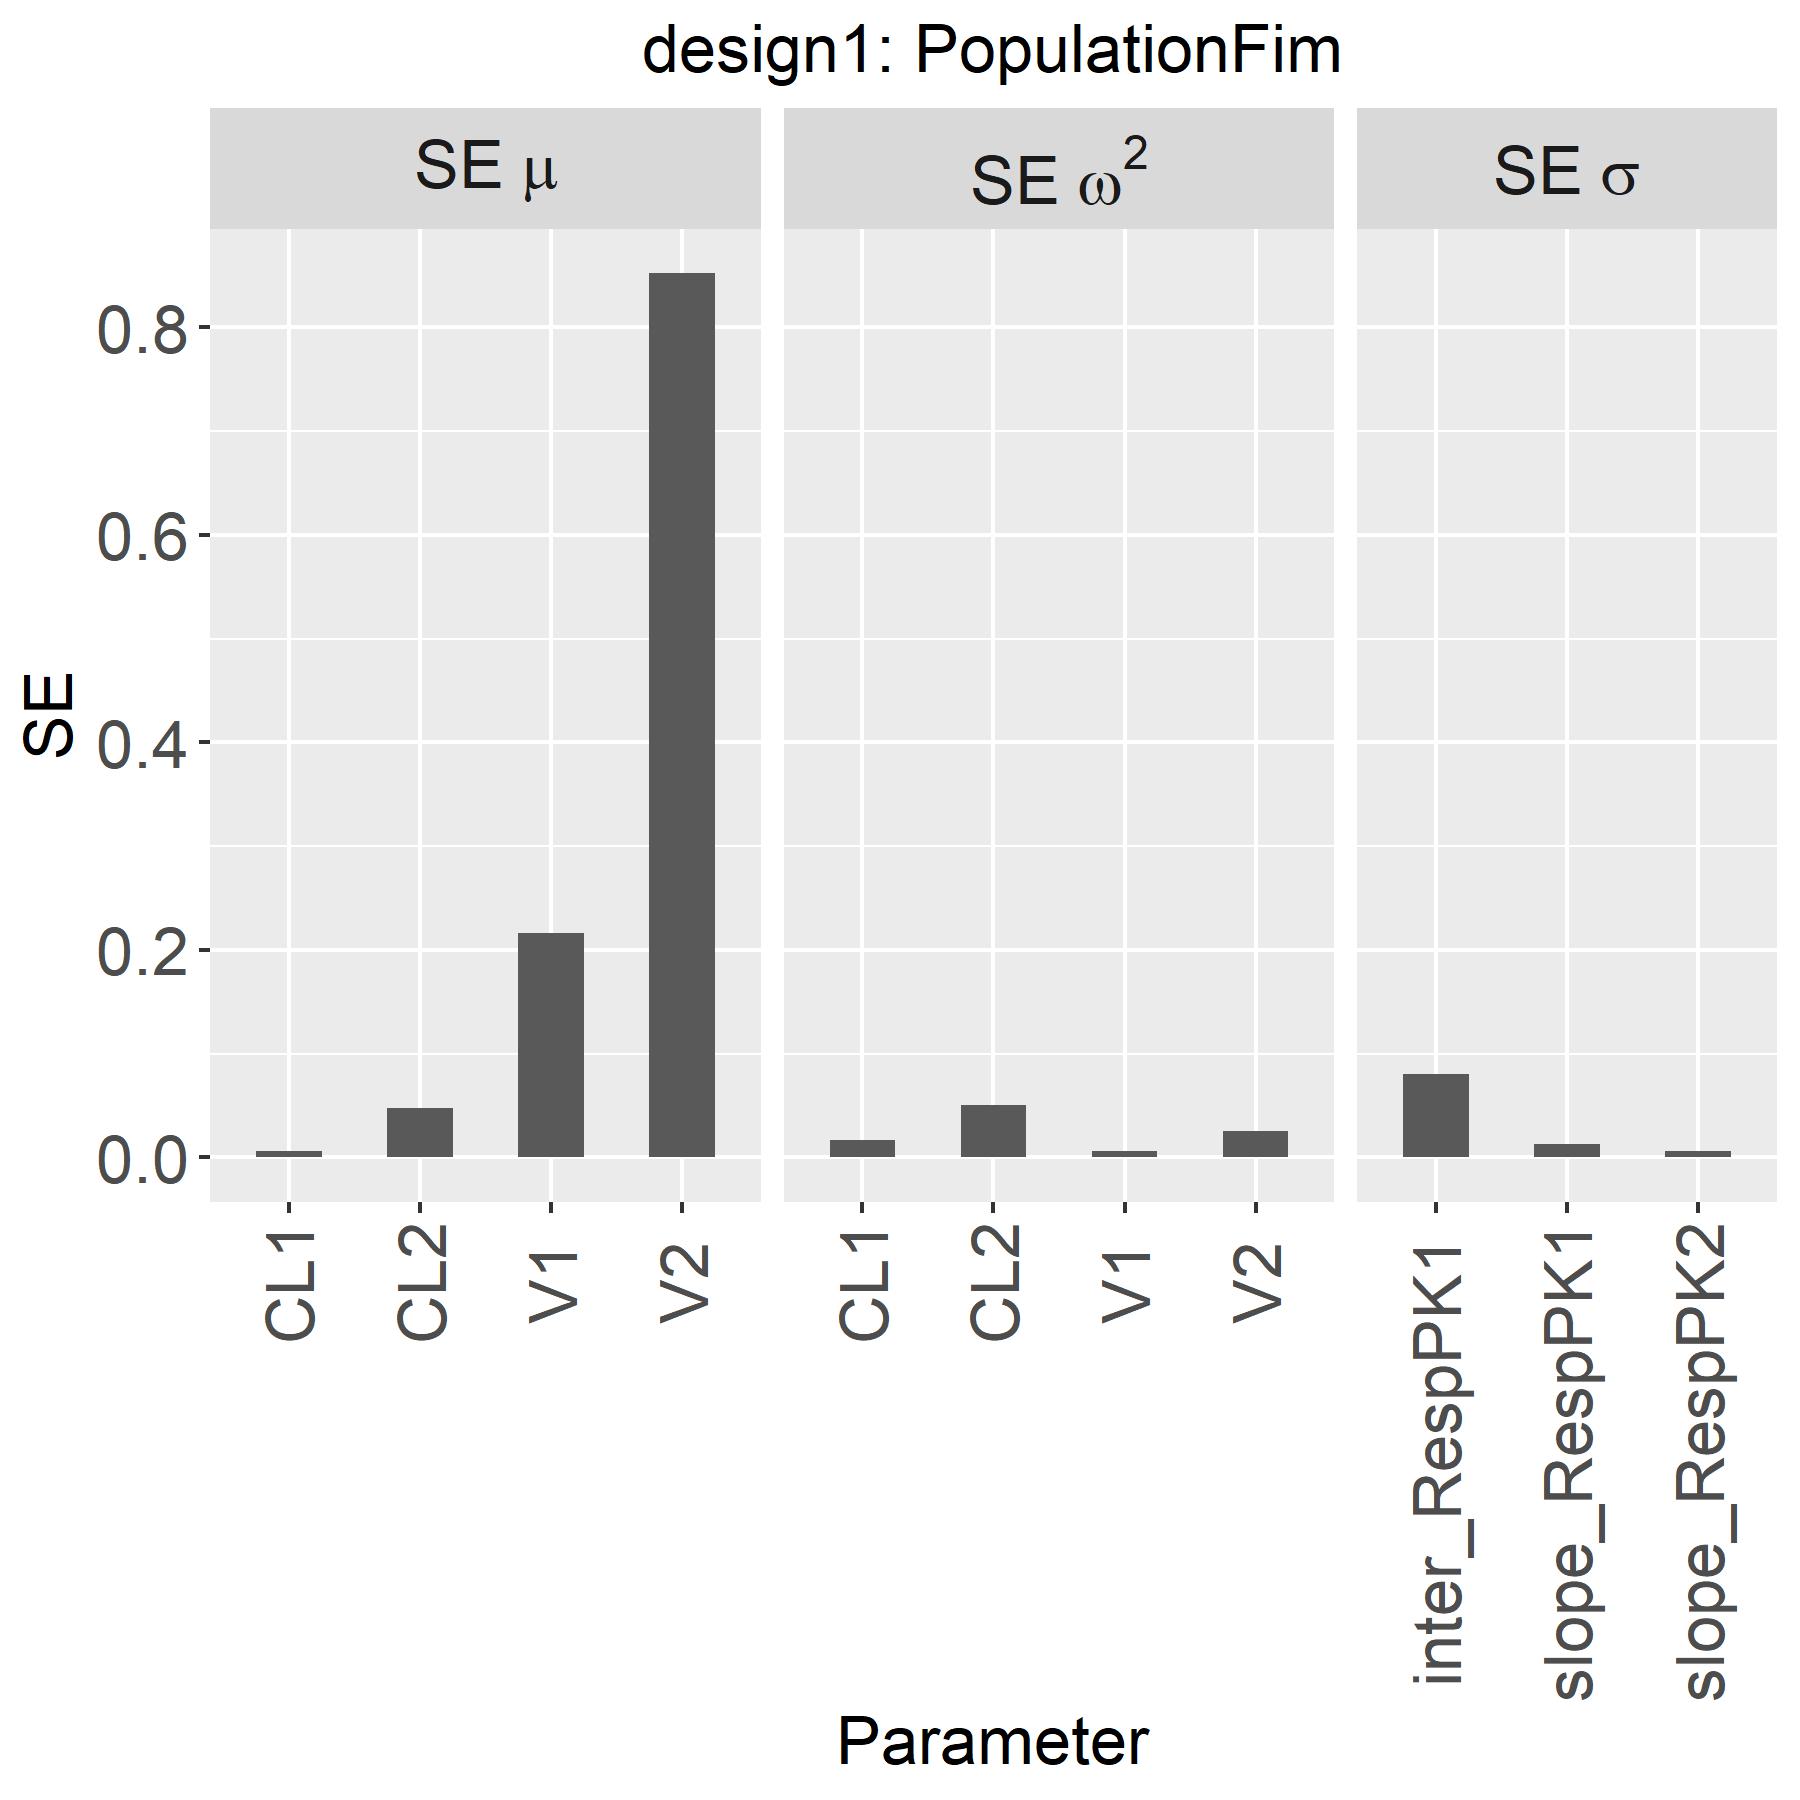 design1: PopulationFim
SE μ
SE ω²
SE σ
SE
0.8
0.6
0.4
0.2
0.0
CL1
CL2
V1
V2
CL1
CL2
V1
V2
inter_RespPK1
slope_RespPK1
slope_RespPK2
Parameter